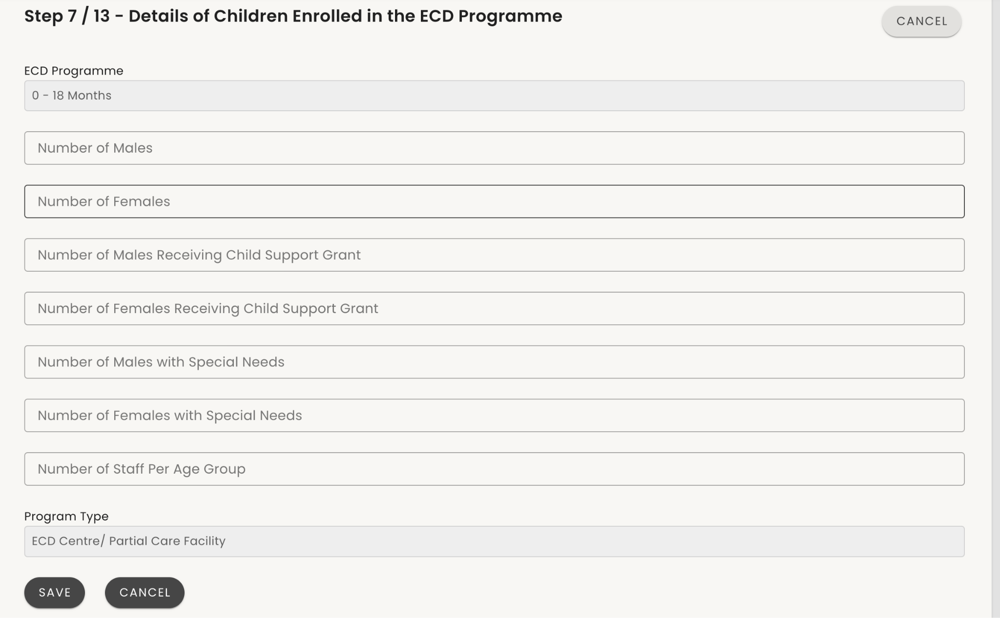 Step 7 / 13 - Details of Children Enrolled in the ECD Programme
CANCEL
ECD Programme
0 - 18 Months
Number of Males
Number of Females
Number of Males Receiving Child Support Grant
Number of Females Receiving Child Support Grant
Number of Males with Special Needs
Number of Females with Special Needs
Number of Staff Per Age Group
Program Type
ECD Centre/ Partial Care Facility
SAVE
CANCEL